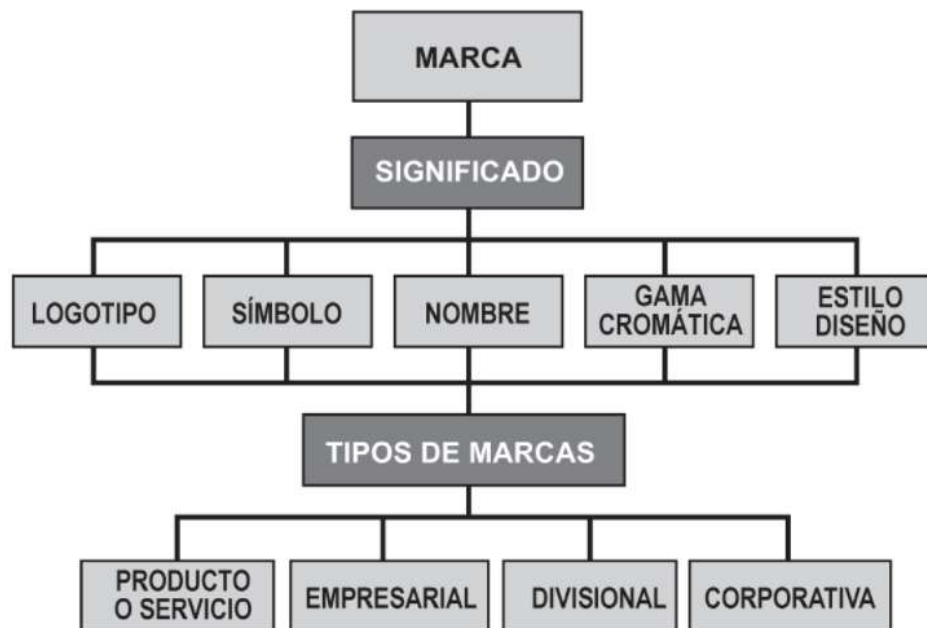 MARCA
SIGNIFICADO
LOGOTIPO
SÍMBOLO
NOMBRE
GAMA
CROMÁTICA
ESTILO
DISEÑO
TIPOS DE MARCAS
PRODUCTO
O SERVICIO
EMPRESARIAL
DIVISIONAL
CORPORATIVA